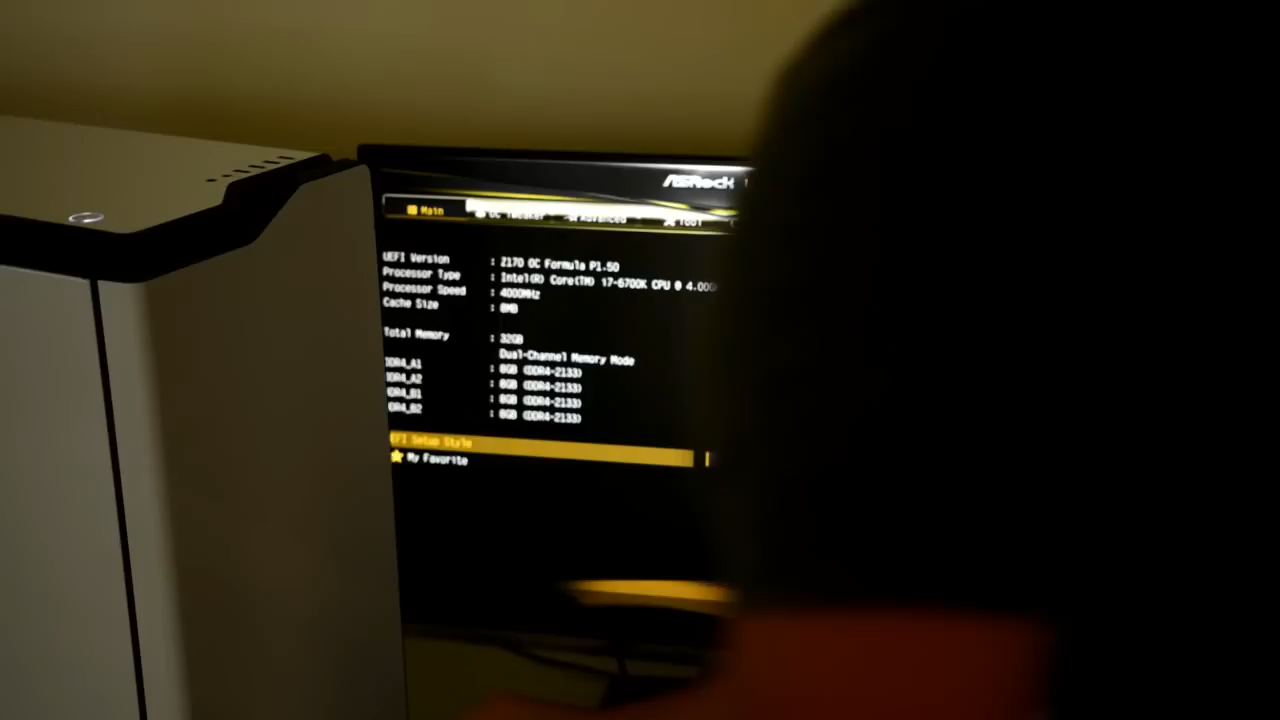 ASRock
Main OC Tweaker Advanced Tool
UEFI Version : Z170 OC Formula P1.50
Processor Type : Intel(R) Core(TM) i7-6700K CPU @ 4.00G
Processor Speed : 4000MHz
Cache Size : 8MB
Total Memory : 32GB
Dual-Channel Memory Mode
DDR4_A1 : 8GB (DDR4-2133)
DDR4_A2 : 8GB (DDR4-2133)
DDR4_B1 : 8GB (DDR4-2133)
DDR4_B2 : 8GB (DDR4-2133)
EFI Setup Style
My Favorite